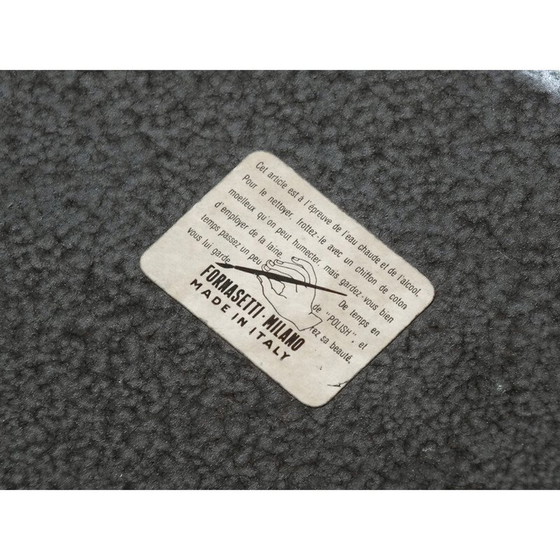 Cet article est à l'épreuve de l'eau chaude et de l'alcool.
Pour le nettoyer, frottez-le avec un chiffon de coton
moelleux qu'on peut humecter, mais gardez-vous bien
d'employer de la laine. De temps en
temps passez un peu de "POLISH", et
vous lui garde rez sa beauté.
FORNASETTI-MILANO
MADE IN ITALY